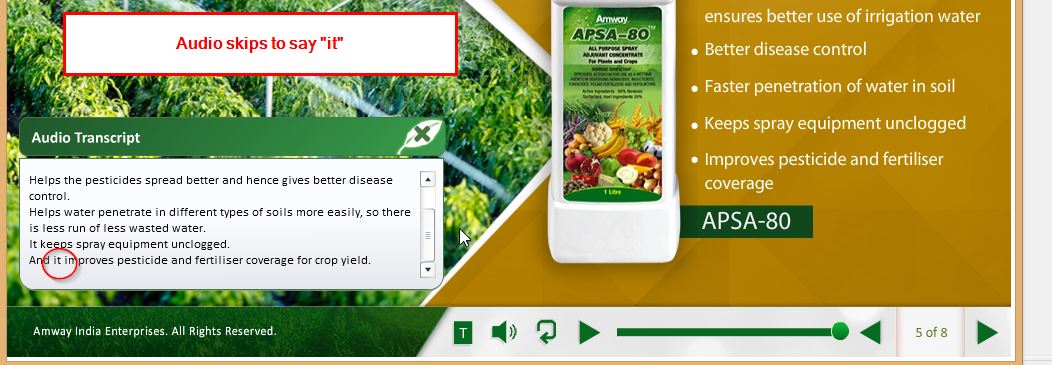 Audio skips to say "it"
Audio Transcript
Helps the pesticides spread better and hence gives better disease
control.
Helps water penetrate in different types of soils more easily, so there
is less run of less wasted water.
It keeps spray equipment unclogged.
And it improves pesticide and fertiliser coverage for crop yield.
Amway
APSA-80™
ALL PURPOSE SPRAY
ADJUVANT CONCENTRATE
For Plants and Crops
1 Litre
ensures better use of irrigation water
• Better disease control
• Faster penetration of water in soil
• Keeps spray equipment unclogged
• Improves pesticide and fertiliser
coverage
APSA-80
Amway India Enterprises. All Rights Reserved.
T
5 of 8